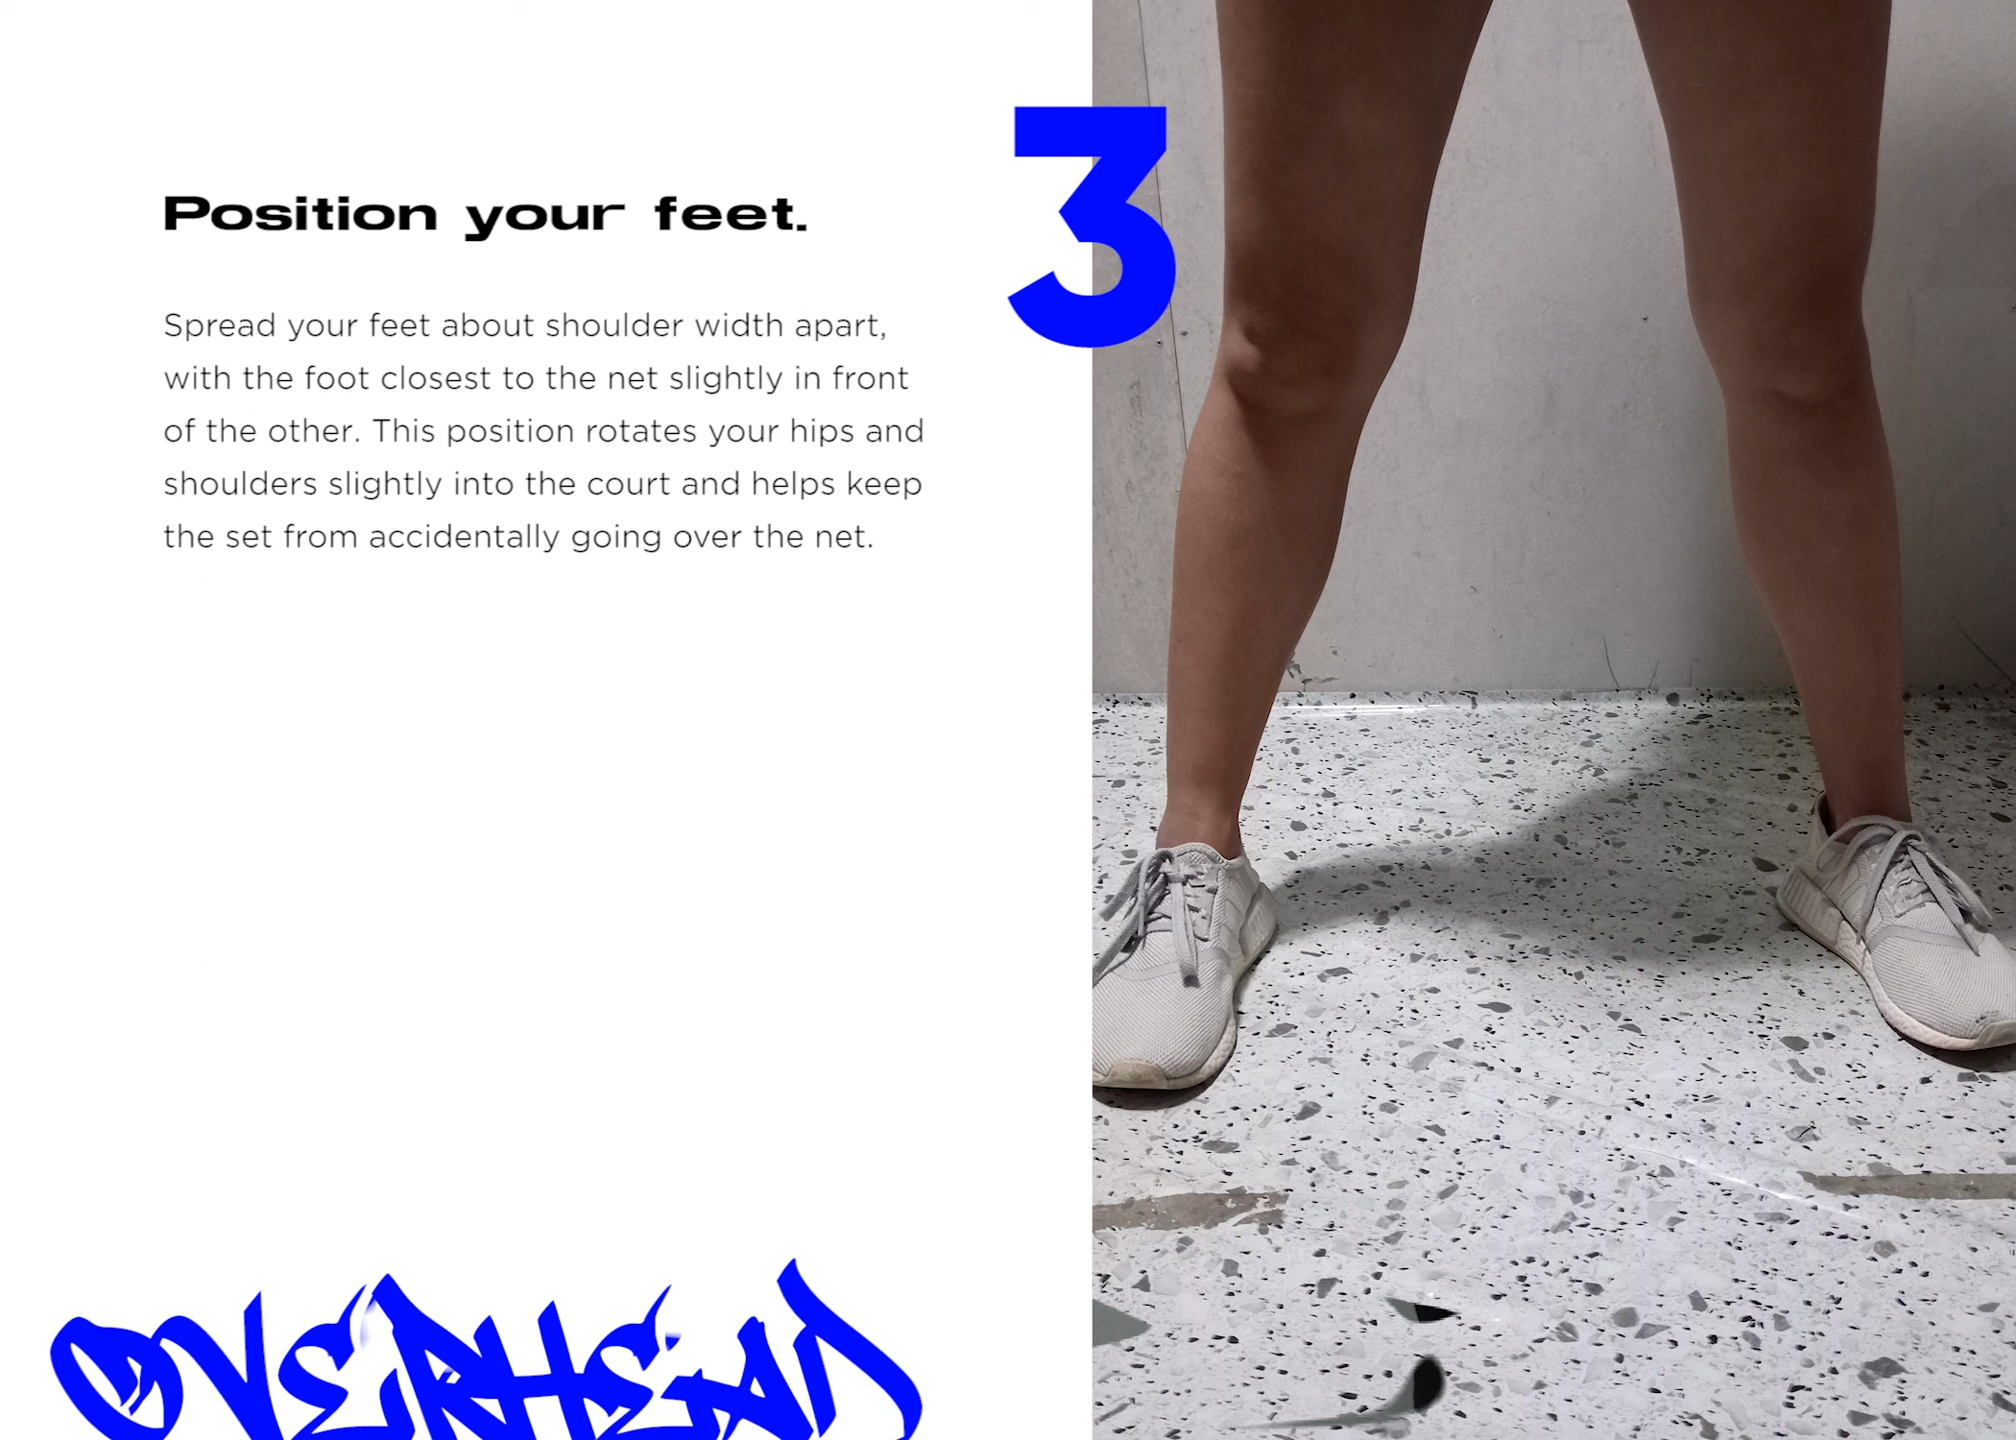 3
Position your feet.
Spread your feet about shoulder width apart,
with the foot closest to the net slightly in front
of the other. This position rotates your hips and
shoulders slightly into the court and helps keep
the set from accidentally going over the net.
OVERHEAD